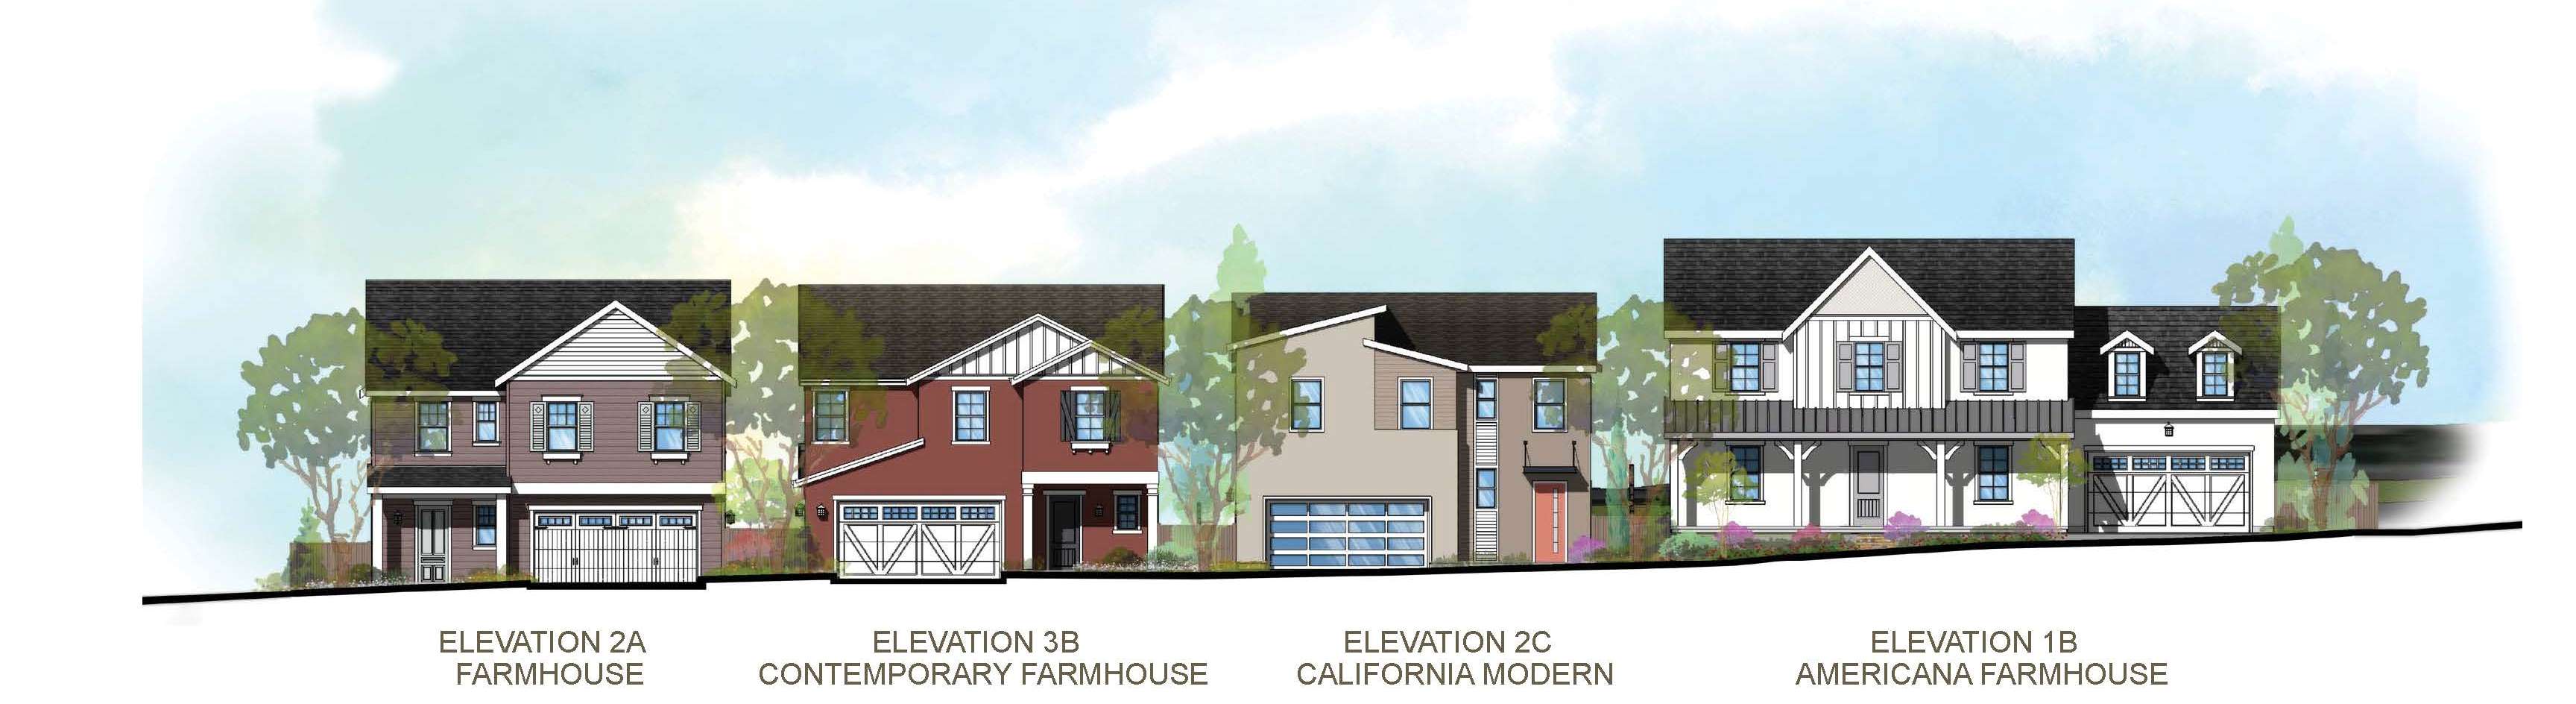 ELEVATION 2A
FARMHOUSE
ELEVATION 3B
CONTEMPORARY FARMHOUSE
ELEVATION 2C
CALIFORNIA MODERN
ELEVATION 1B
AMERICANA FARMHOUSE